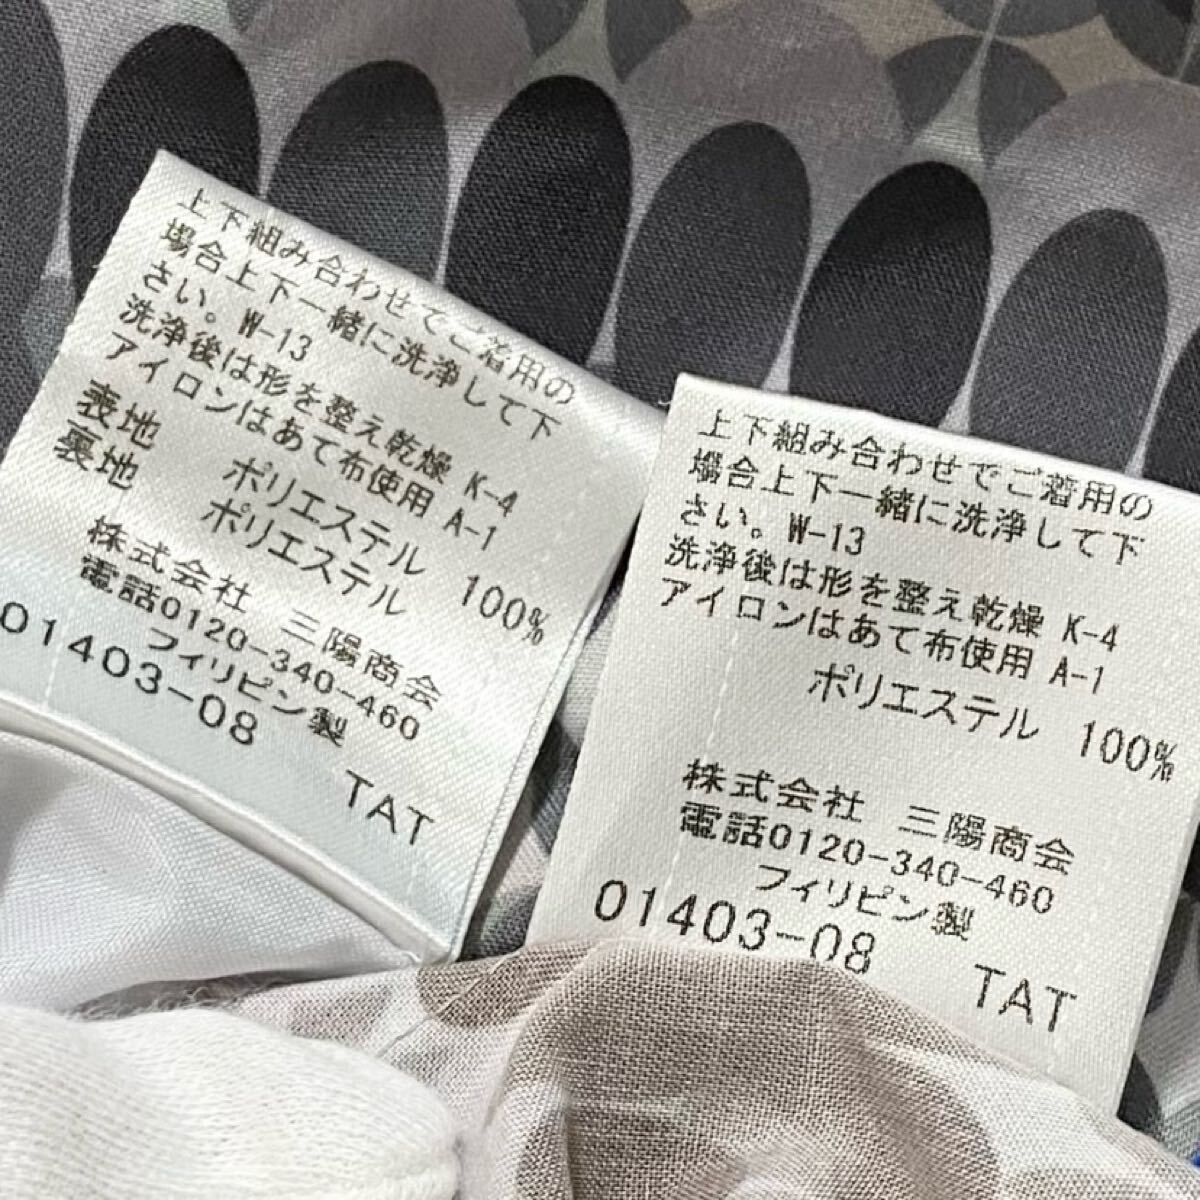 上下組み合わせでご着用の
場合上下一緒に洗浄して下
さい。W-13
洗浄後は形を整え乾燥 K-4
アイロンはあて布使用 A-1
表地 ポリエステル 100%
裏地 ポリエステル
株式会社 三陽商会
電話0120-340-460
フィリピン製
01403-08 TAT
上下組み合わせでご着用の
場合上下一緒に洗浄して下
さい。W-13
洗浄後は形を整え乾燥 K-4
アイロンはあて布使用 A-1
ポリエステル 100%
株式会社 三陽商会
電話0120-340-460
フィリピン製
01403-08 TAT